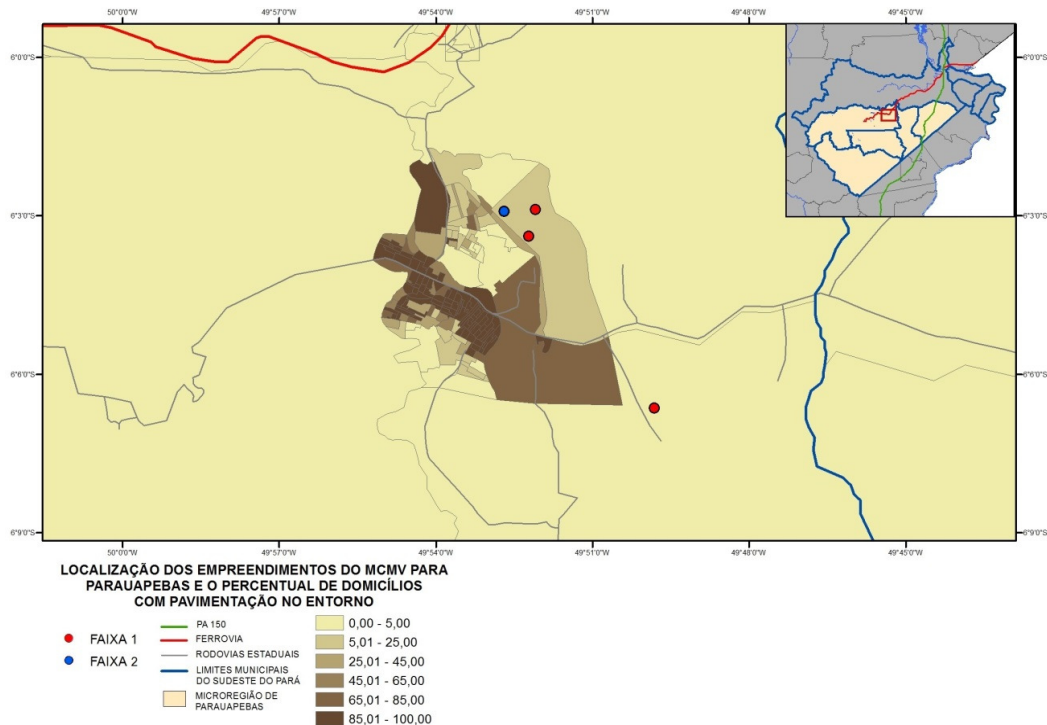 50°0'0"W 49°57'0"W 49°54'0"W 49°51'0"W 49°48'0"W 49°45'0"W
6°0'0"S 6°0'0"S
6°3'0"S 6°3'0"S
6°6'0"S 6°6'0"S
6°9'0"S 6°9'0"S
50°0'0"W 49°57'0"W 49°54'0"W 49°51'0"W 49°48'0"W 49°45'0"W
LOCALIZAÇÃO DOS EMPREENDIMENTOS DO MCMV PARA
PARAUAPEBAS E O PERCENTUAL DE DOMICÍLIOS
COM PAVIMENTAÇÃO NO ENTORNO
FAIXA 1
FAIXA 2
PA 150
FERROVIA
RODOVIAS ESTADUAIS
LIMITES MUNICIPAIS
DO SUDESTE DO PARÁ
MICROREGIÃO DE
PARAUAPEBAS
0,00 - 5,00
5,01 - 25,00
25,01 - 45,00
45,01 - 65,00
65,01 - 85,00
85,01 - 100,00